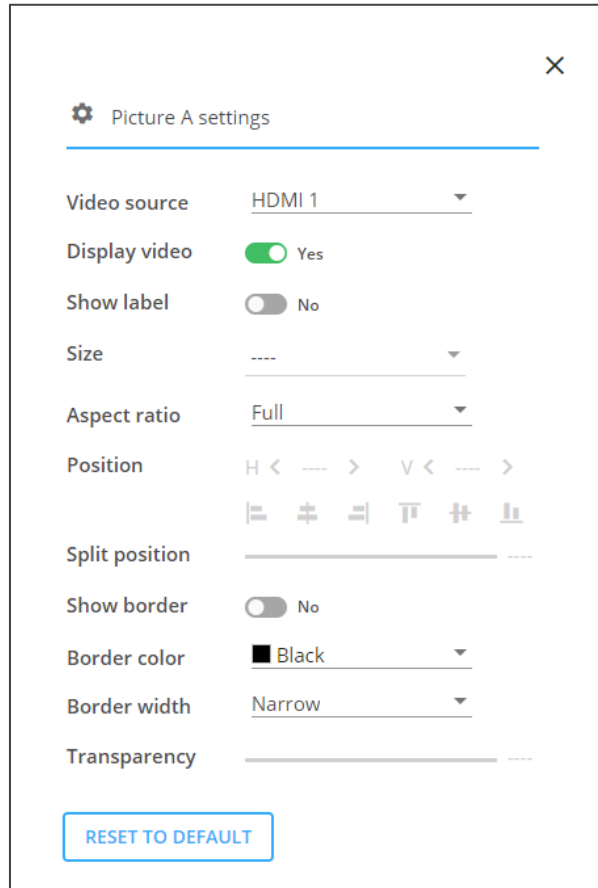 Picture A settings
Video source HDMI 1
Display video Yes
Show label No
Size ----
Aspect ratio Full
Position H ---- V ----
Split position ----
Show border No
Border color Black
Border width Narrow
Transparency ----
RESET TO DEFAULT